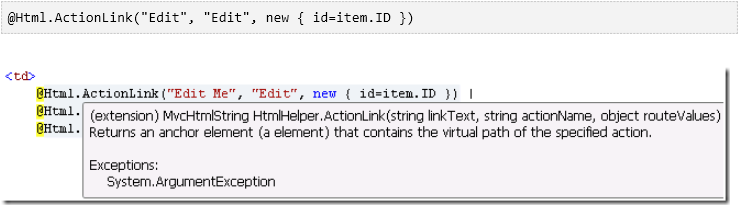 @Html.ActionLink("Edit", "Edit", new { id=item.ID })
<td>
@Html.ActionLink("Edit Me", "Edit", new { id=item.ID }) |
@Html.
@Html.
(extension) MvcHtmlString HtmlHelper.ActionLink(string linkText, string actionName, object routeValues)
Returns an anchor element (a element) that contains the virtual path of the specified action.
Exceptions:
System.ArgumentException